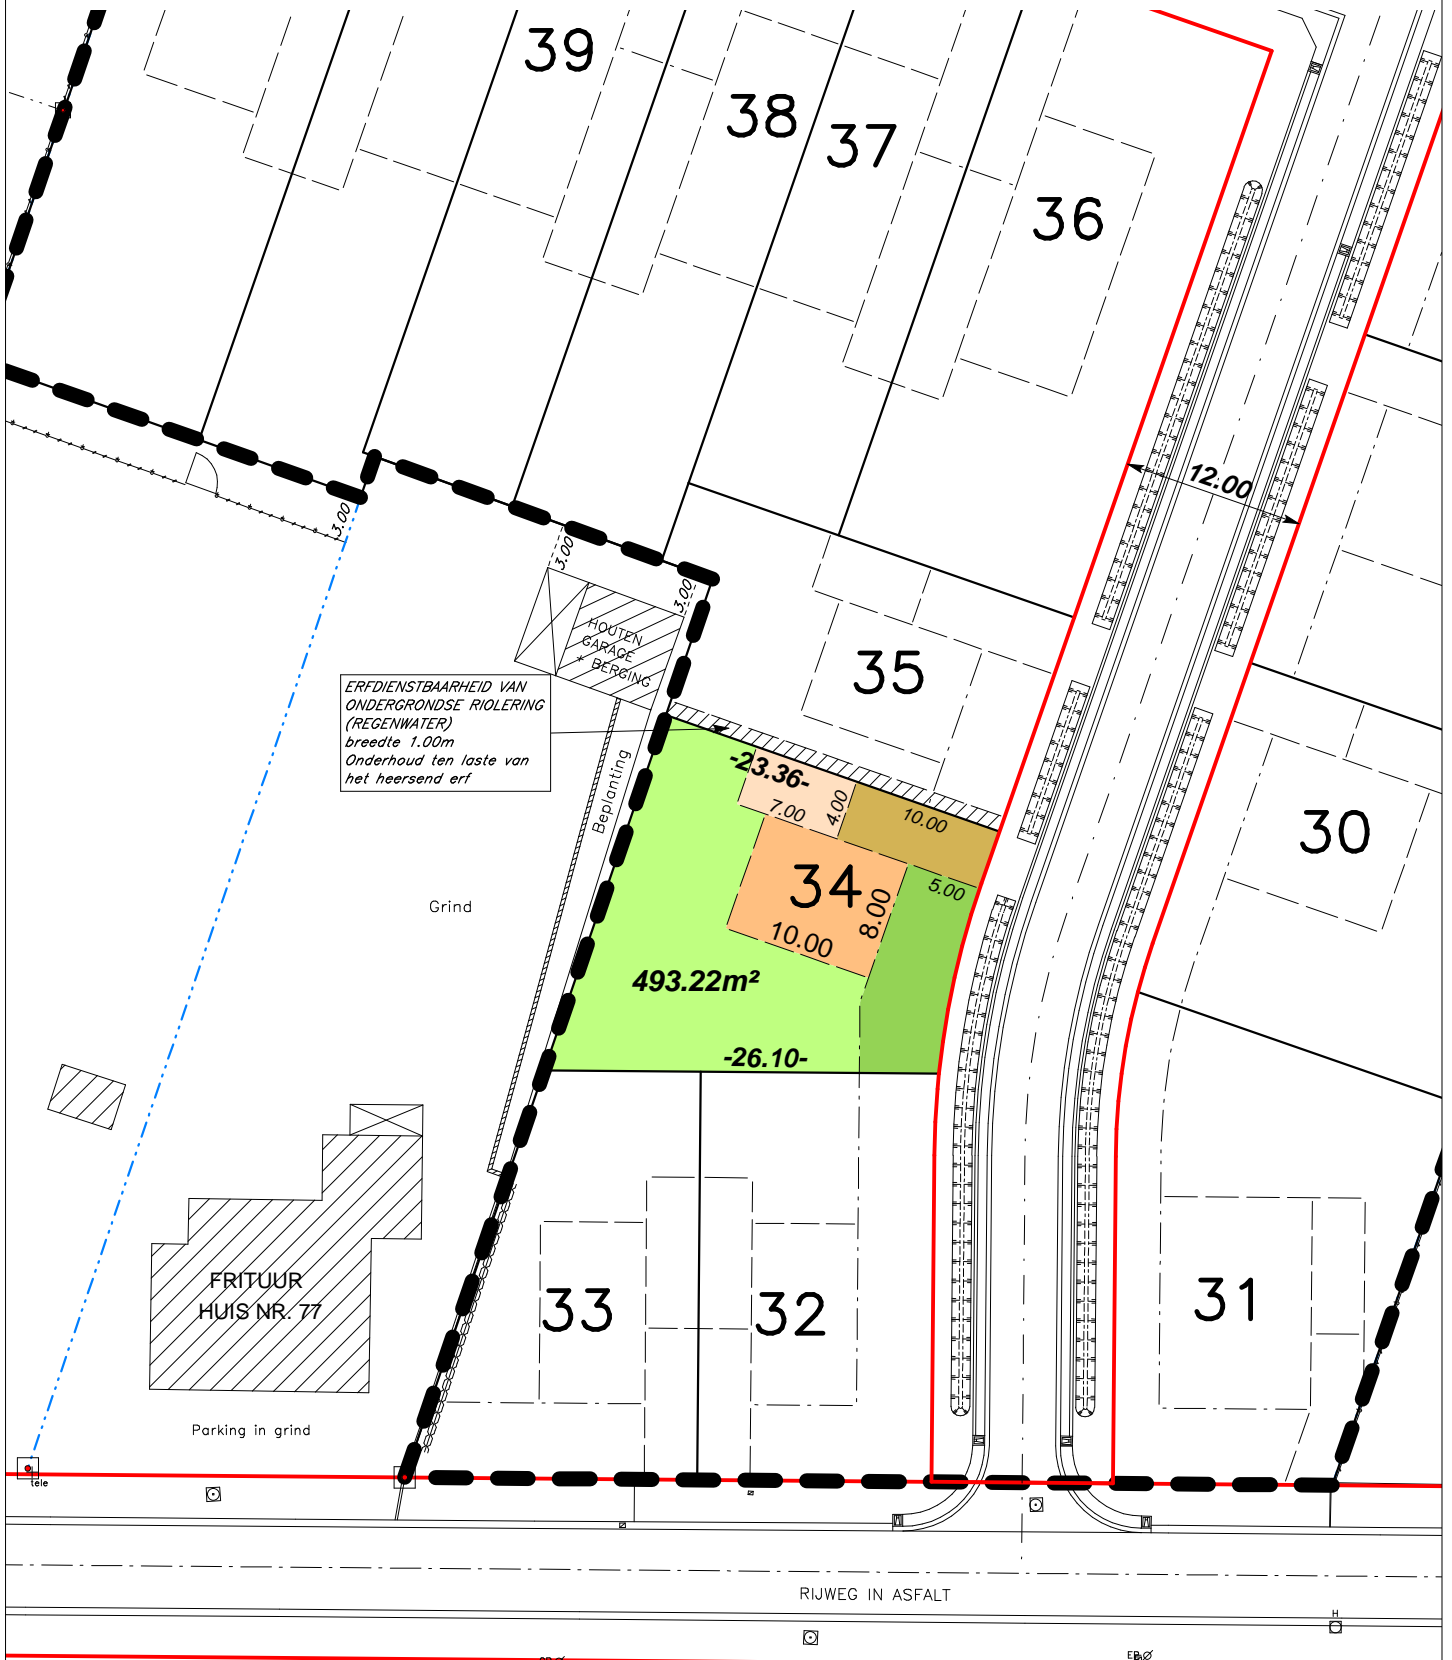 39
38
37
36
12.00
3.00
3.00
3.00
HOUTEN
GARAGE
+ BERGING
35
ERFDIENSTBAARHEID VAN
ONDERGRONDSE RIOLERING
(REGENWATER)
breedte 1.00m
Onderhoud ten laste van
het heersend erf
Beplanting
-23.36-
7.00
4.00
10.00
30
34
5.00
8.00
10.00
Grind
493.22m²
-26.10-
FRITUUR
HUIS NR. 77
33
32
31
Parking in grind
tele
RIJWEG IN ASFALT
H